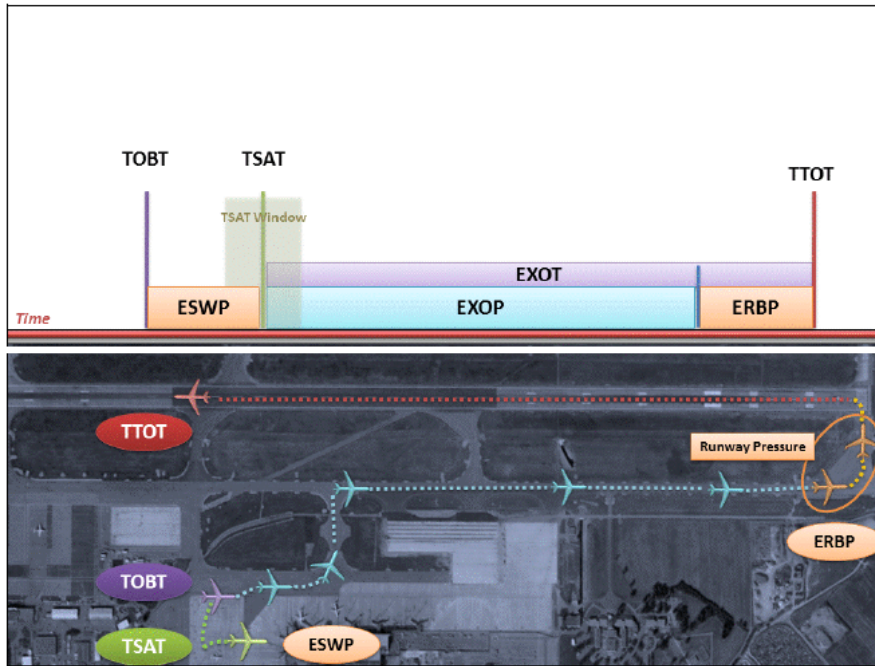 TOBT
TSAT
TTOT
TSAT Window
EXOT
ESWP
EXOP
ERBP
Time
TTOT
Runway Pressure
ERBP
TOBT
TSAT
ESWP